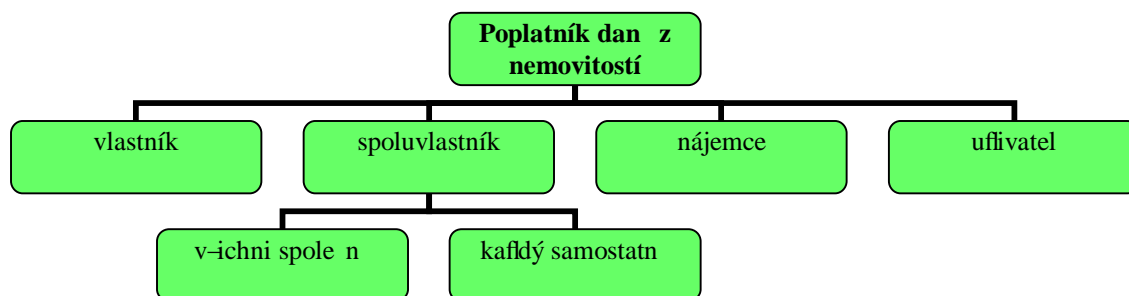 Poplatník dan z
nemovitostí
vlastník
spoluvlastník
nájemce
uflivatel
v–ichni spole n
kafldý samostatn